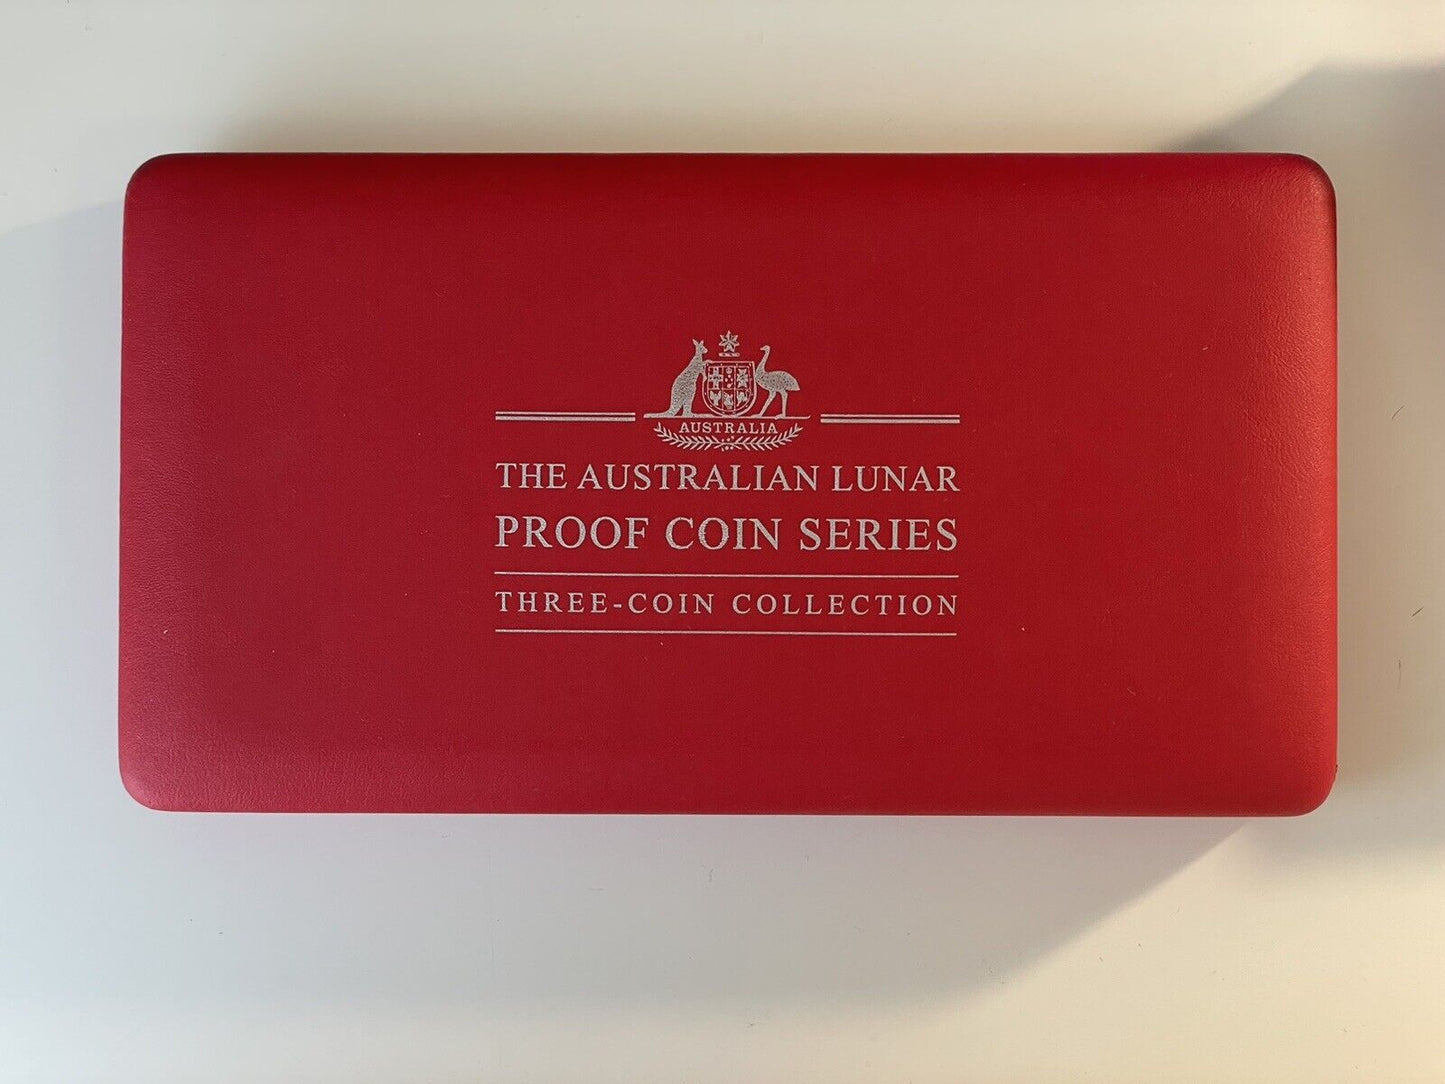 AUSTRALIA
THE AUSTRALIAN LUNAR
PROOF COIN SERIES
THREE-COIN COLLECTION